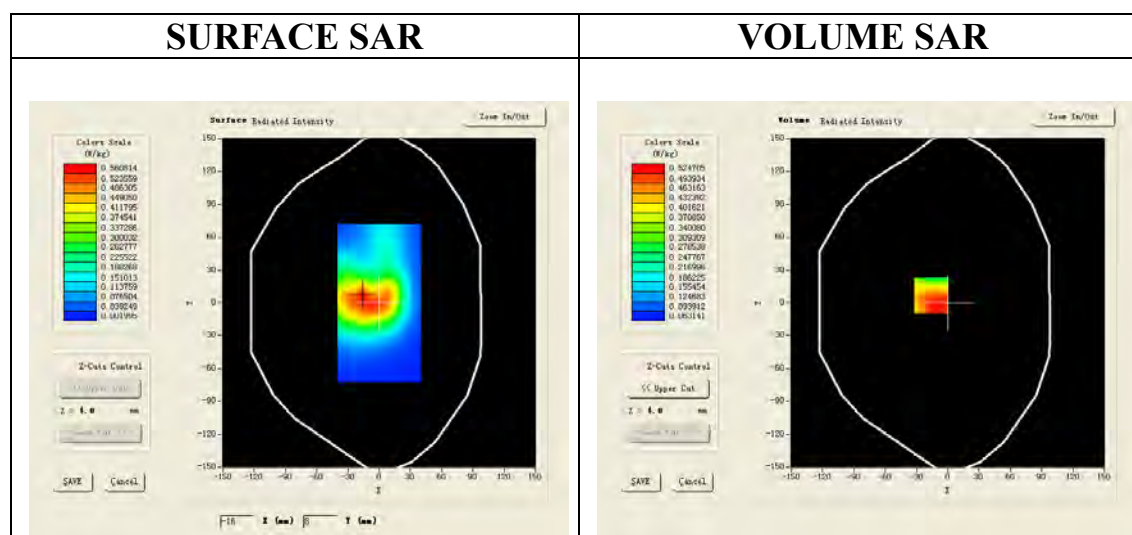 SURFACE SAR
VOLUME SAR
Surface Radiated Intensity
Zoom In/Out
Colors Scale
(W/kg)
0.560814
0.523559
0.486305
0.449050
0.411795
0.374541
0.337286
0.300032
0.262777
0.225522
0.188268
0.151013
0.113759
0.076504
0.039249
0.001995
150
120
90
60
30
0
-30
-60
-90
-120
-150
-150 -120 -90 -60 -30 0 30 60 90 120 150
Z-Cuts Control
Z = 4.0 mm
SAVE
Cancel
-16 X (mm) 8 Y (mm)
Volume Radiated Intensity
Zoom In/Out
Colors Scale
(W/kg)
0.524705
0.493934
0.463163
0.432392
0.401621
0.370850
0.340080
0.309309
0.278538
0.247767
0.216996
0.186225
0.155454
0.124683
0.093912
0.063141
150
120
90
60
30
0
-30
-60
-90
-120
-150
-150 -120 -90 -60 -30 0 30 60 90 120 150
Z-Cuts Control
<< Upper Cut
Z = 4.0 mm
SAVE
Cancel